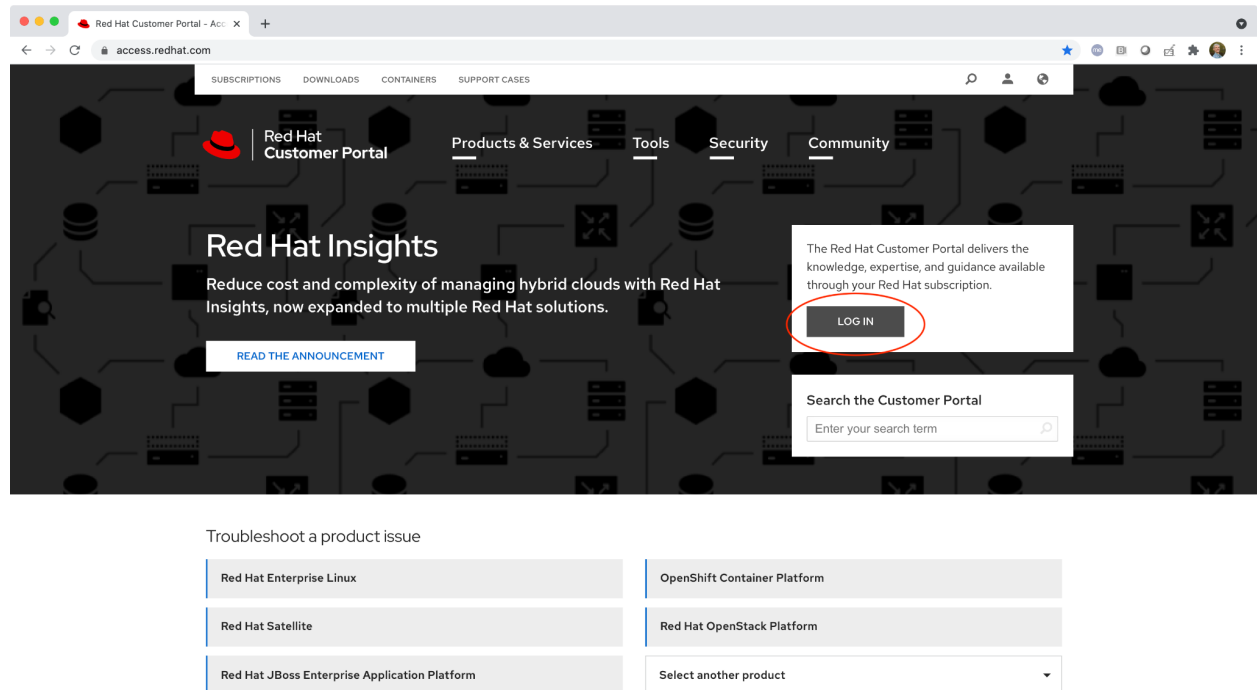 Red Hat Customer Portal - Acc
access.redhat.com
SUBSCRIPTIONS DOWNLOADS CONTAINERS SUPPORT CASES
Red Hat
Customer Portal
Products & Services Tools Security Community
Red Hat Insights
Reduce cost and complexity of managing hybrid clouds with Red Hat
Insights, now expanded to multiple Red Hat solutions.
READ THE ANNOUNCEMENT
The Red Hat Customer Portal delivers the
knowledge, expertise, and guidance available
through your Red Hat subscription.
LOG IN
Search the Customer Portal
Enter your search term
Troubleshoot a product issue
Red Hat Enterprise Linux
OpenShift Container Platform
Red Hat Satellite
Red Hat OpenStack Platform
Red Hat JBoss Enterprise Application Platform
Select another product